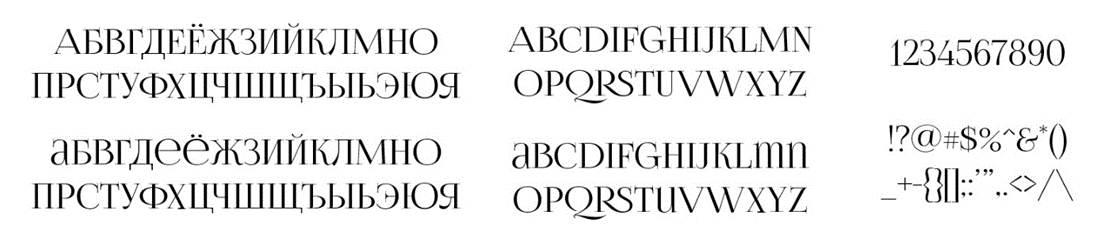 АБВГДЕЁЖЗИЙКЛМНО
ПРСТУФХЦЧШЩЪЫЬЭЮЯ
аБВГДеёЖЗИЙКЛМНО
ПРСТУФХЦЧШЩЪЫЬЭЮЯ
ABCDIFGHIJKLMN
OPQRSTUVWXYZ
aBCDIFGHIJKLmn
OPQRSTuVWXYZ
1234567890
!?@#$%^&*()
_+-{}[];:'",.<>/\